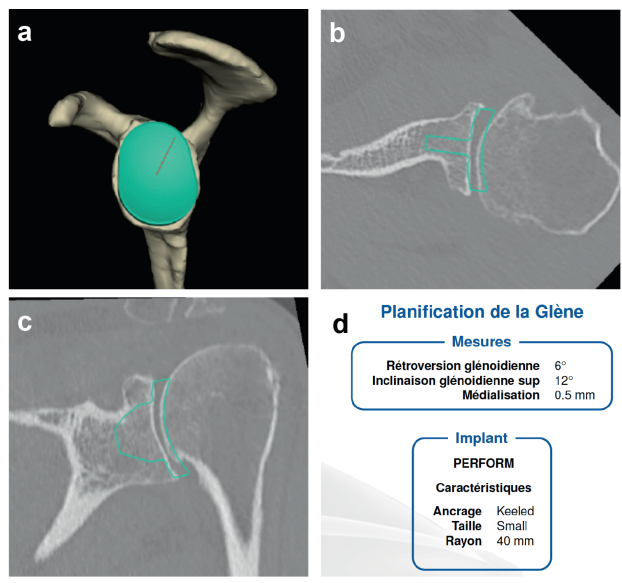 a
b
c
d
Planification de la Glène
Mesures
Rétroversion glénoidienne 6°
Inclinaison glénoidienne sup 12°
Médialisation 0.5 mm
Implant
PERFORM
Caractéristiques
Ancrage Keeled
Taille Small
Rayon 40 mm